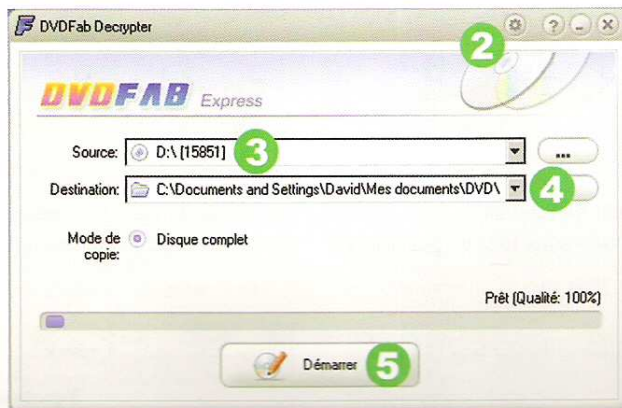 DVDFab Decrypter
2
DVDFAB Express
Source: D:\ [15851] 3
Destination: C:\Documents and Settings\David\Mes documents\DVD\ 4
Mode de copie: Disque complet
Prêt (Qualité: 100%)
Démarrer 5